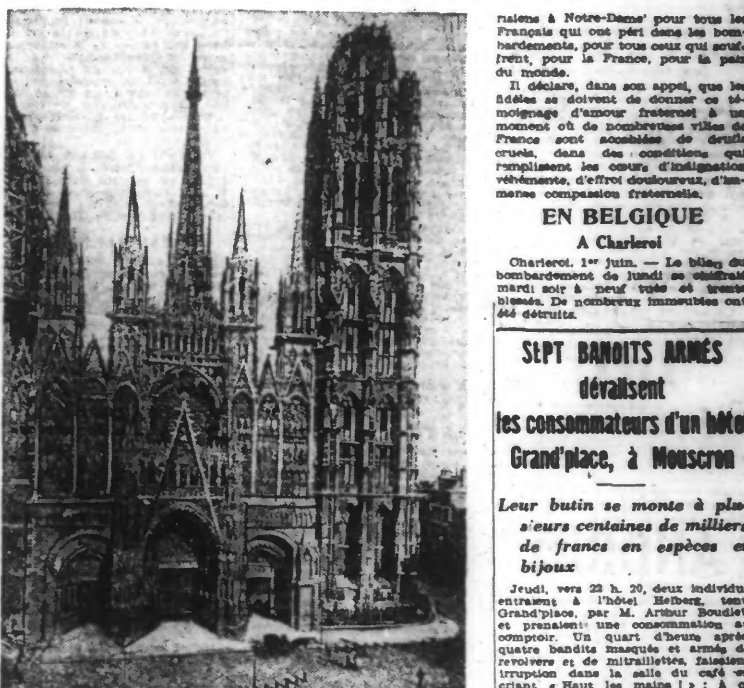 risiens à Notre-Dame' pour tous les
Français qui ont péri dans les bom-
bardements, pour tous ceux qui souf-
frent, pour la France, pour la paix
du monde.
Il déclare, dans son appel, que les
fidèles se doivent de donner ce té-
moignage d'amour fraternel à un
moment où de nombreuses villes de
France sont accablées de deuils
cruels, dans des conditions qui
remplissent les cœurs d'indignation
véhémente, d'effroi douloureux, d'im-
mense compassion fraternelle.
EN BELGIQUE
A Charleroi
Charleroi, 1er juin. — Le bilan du
bombardement de lundi se chiffrait
mardi soir à neuf tués et trente
blessés. De nombreux immeubles ont
été détruits.
SEPT BANDITS ARMÉS
dévalisent
les consommateurs d'un hôtel
Grand'place, à Mouscron
Leur butin se monte à plu-
sieurs centaines de milliers
de francs en espèces et
bijoux
Jeudi, vers 22 h. 20, deux individus
entraient à l'hôtel Helberg, tenu
Grand'place, par M. Arthur Boudlet
et prenaient une consommation au
comptoir. Un quart d'heure après
quatre bandits masqués et armés de
revolvers et de mitraillettes, faisaient
irruption dans la salle du café en
criant « Haut les mains ! » : A c